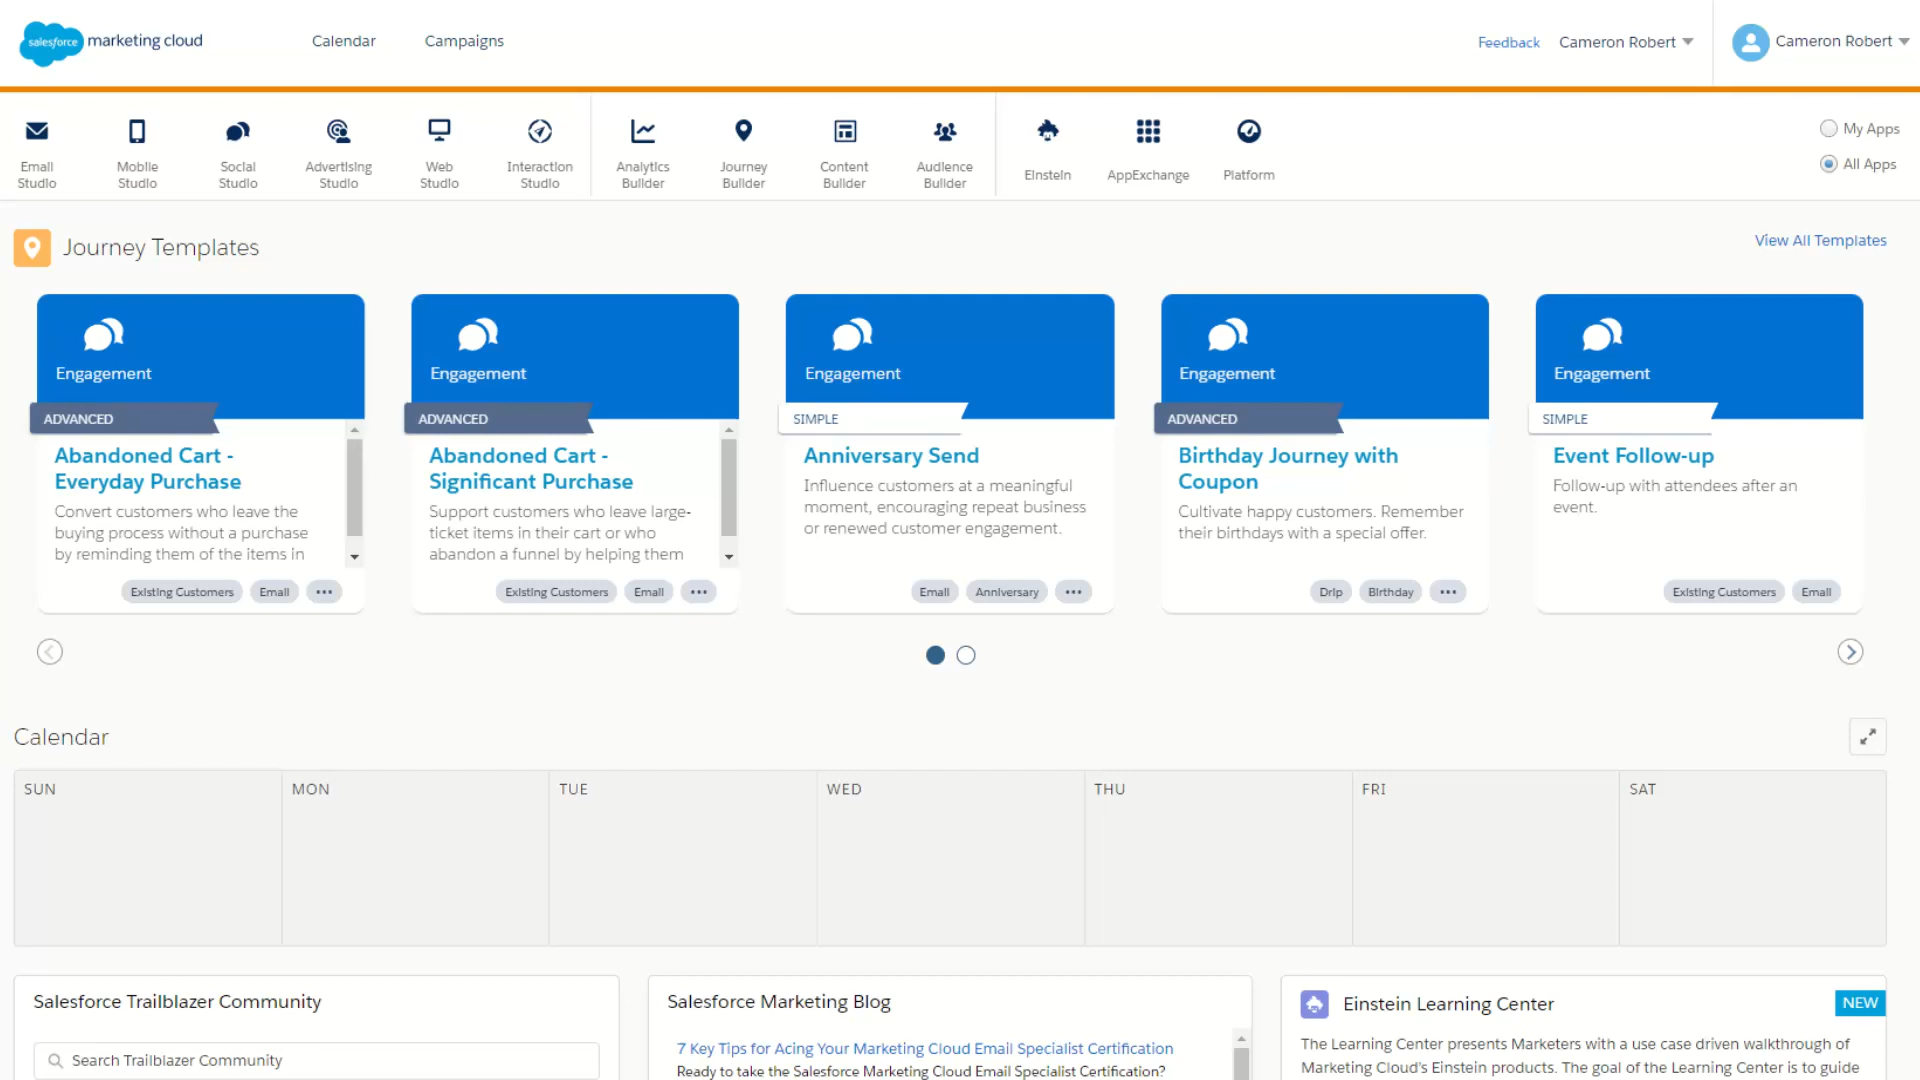 salesforce marketing cloud
Calendar
Campaigns
Feedback
Cameron Robert
Cameron Robert
Email Studio
Mobile Studio
Social Studio
Advertising Studio
Web Studio
Interaction Studio
Analytics Builder
Journey Builder
Content Builder
Audience Builder
Einstein
AppExchange
Platform
My Apps
All Apps
Journey Templates
View All Templates
Engagement
ADVANCED
Abandoned Cart -
Everyday Purchase
Convert customers who leave the
buying process without a purchase
by reminding them of the items in
Existing Customers
Email
Engagement
ADVANCED
Abandoned Cart -
Significant Purchase
Support customers who leave large-
ticket items in their cart or who
abandon a funnel by helping them
Existing Customers
Email
Engagement
SIMPLE
Anniversary Send
Influence customers at a meaningful
moment, encouraging repeat business
or renewed customer engagement.
Email
Anniversary
Engagement
ADVANCED
Birthday Journey with
Coupon
Cultivate happy customers. Remember
their birthdays with a special offer.
Drip
Birthday
Engagement
SIMPLE
Event Follow-up
Follow-up with attendees after an
event.
Existing Customers
Email
Calendar
SUN
MON
TUE
WED
THU
FRI
SAT
Salesforce Trailblazer Community
Search Trailblazer Community
Salesforce Marketing Blog
7 Key Tips for Acing Your Marketing Cloud Email Specialist Certification
Ready to take the Salesforce Marketing Cloud Email Specialist Certification?
Einstein Learning Center
NEW
The Learning Center presents Marketers with a use case driven walkthrough of
Marketing Cloud's Einstein products. The goal of the Learning Center is to guide